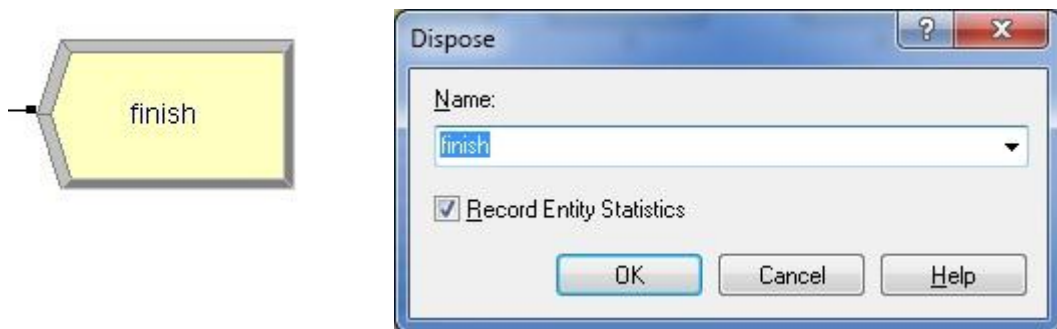 finish
Dispose
Name:
finish
Record Entity Statistics
OK Cancel Help